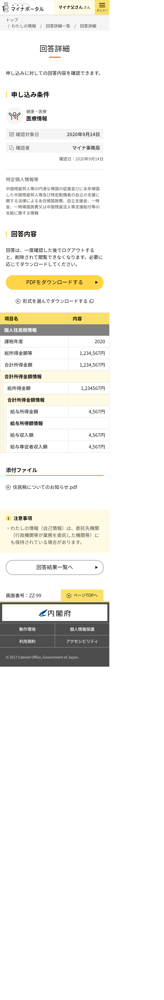 マイナポータル
マイナ父さん さん
メニュー
トップ
/ わたしの情報 / 回答詳細一覧 / 回答詳細
回答詳細
申し込みに対しての回答内容を確認できます。
申し込み条件
健康・医療
医療情報
確認対象日 2020年9月14日
確認者 マイナ事務局
確認日：2020年9月14日
特定個人情報等
中国残留邦人等の円滑な帰国の促進並びに永年帰国
した中国残留邦人等及び特定配偶者の自立の支援に
関する法律による永住帰国旅費、自立支援金、一時
金、一時帰国旅費又は中国残留法人等支援給付等の
支給に関する情報
回答内容
回答は、一度確認した後でログアウトする
と、削除されて閲覧できなくなります。必要に
応じてダウンロードしてください。
PDFをダウンロードする
形式を選んでダウンロードする
項目名 内容
個人住民税情報
課税年度 2020
総所得金額等 1,234,567円
合計所得金額 1,234,567円
合計所得金額情報
総所得金額 1,234567円
合計所得金額情報
給与所得金額 4,567円
給与所得額情報
給与収入額 4,567円
給与専従者収入額 4,567円
添付ファイル
住民税についてのお知らせ.pdf
注意事項
・わたしの情報（自己情報）は、委託先機関
（行政機関等が業務を委託した機関等）に
も保持されている場合があります。
回答結果一覧へ
画面番号：ZZ-99
ページTOPへ
内閣府
動作環境 個人情報保護
利用規約 アクセシビリティ
© 2017 Cabinet Office, Government of Japan.